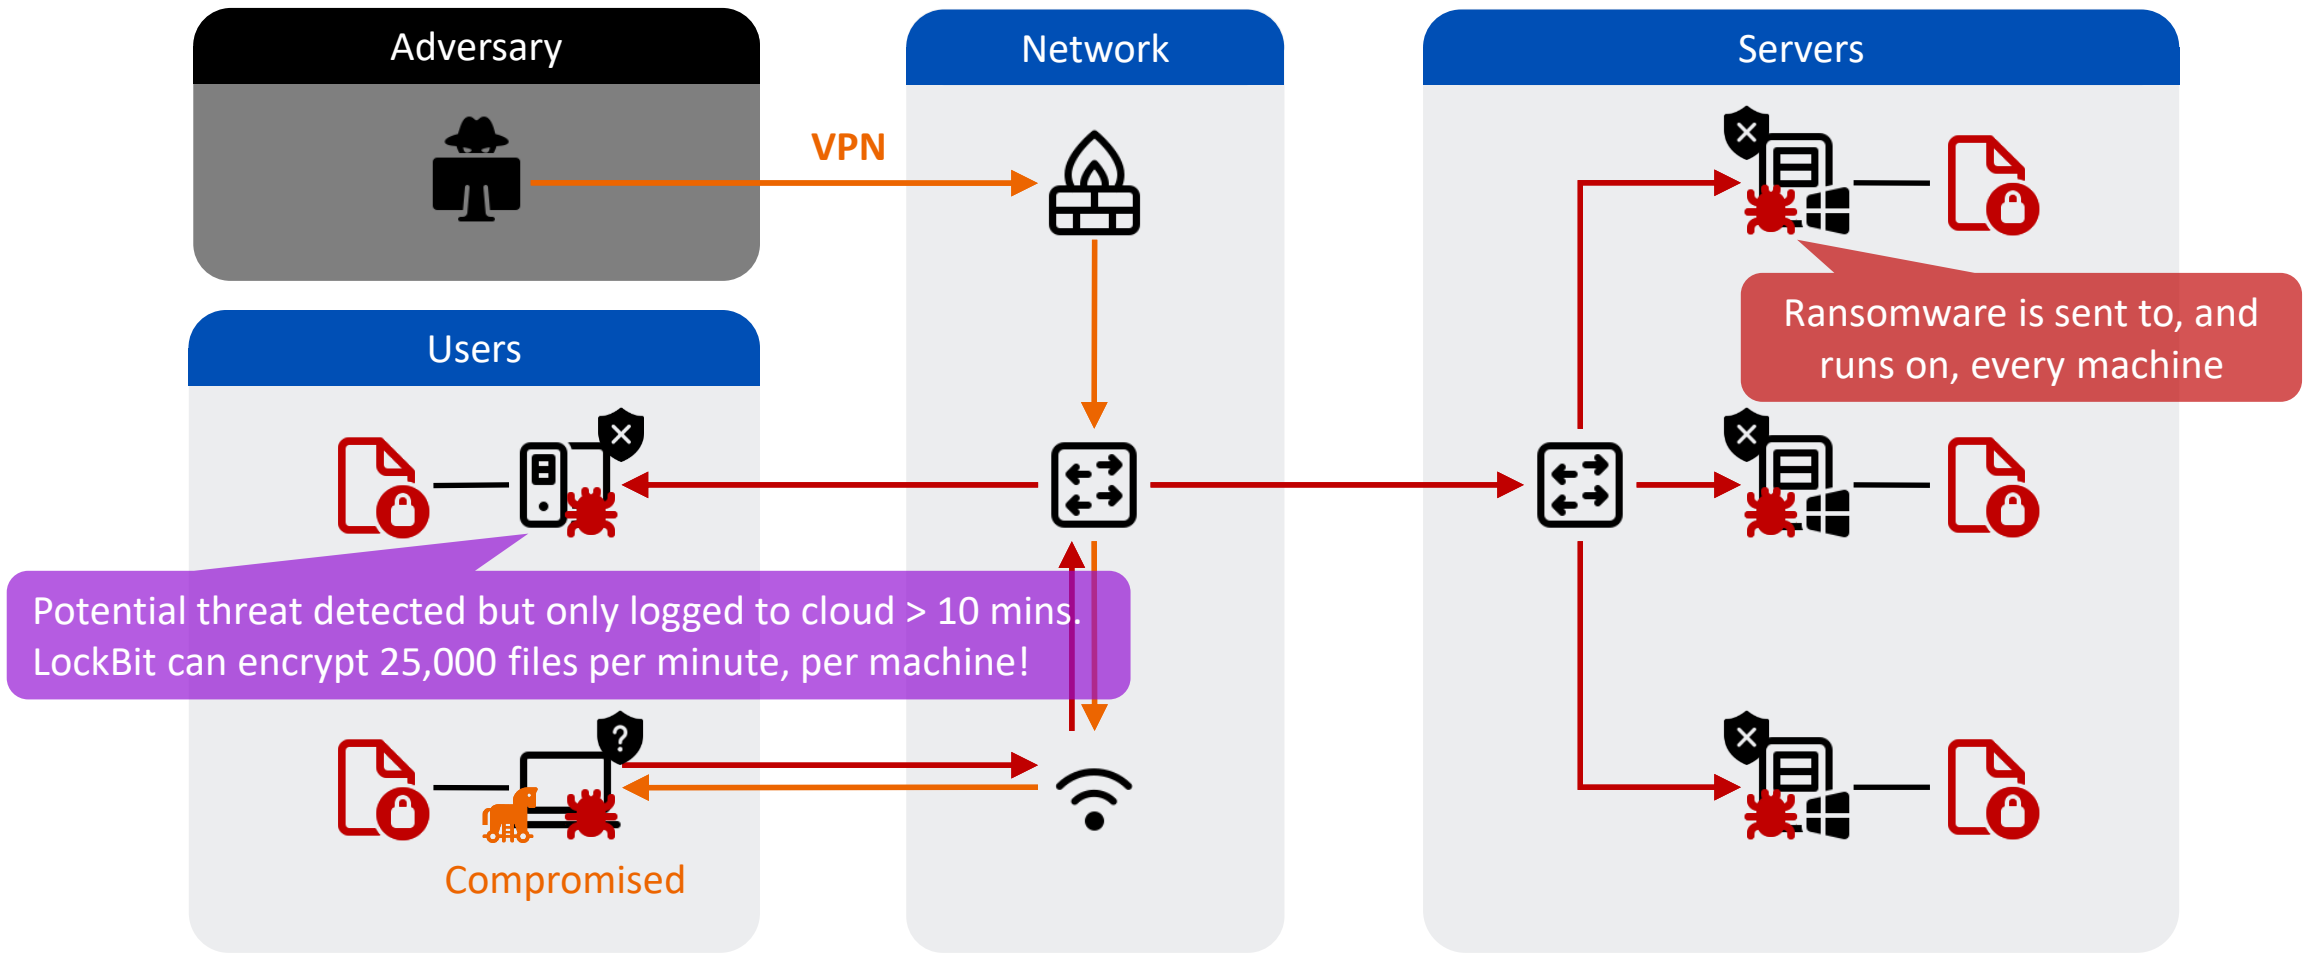 Adversary
Network
Servers
VPN
Ransomware is sent to, and
runs on, every machine
Users
Potential threat detected but only logged to cloud > 10 mins.
LockBit can encrypt 25,000 files per minute, per machine!
?
Compromised